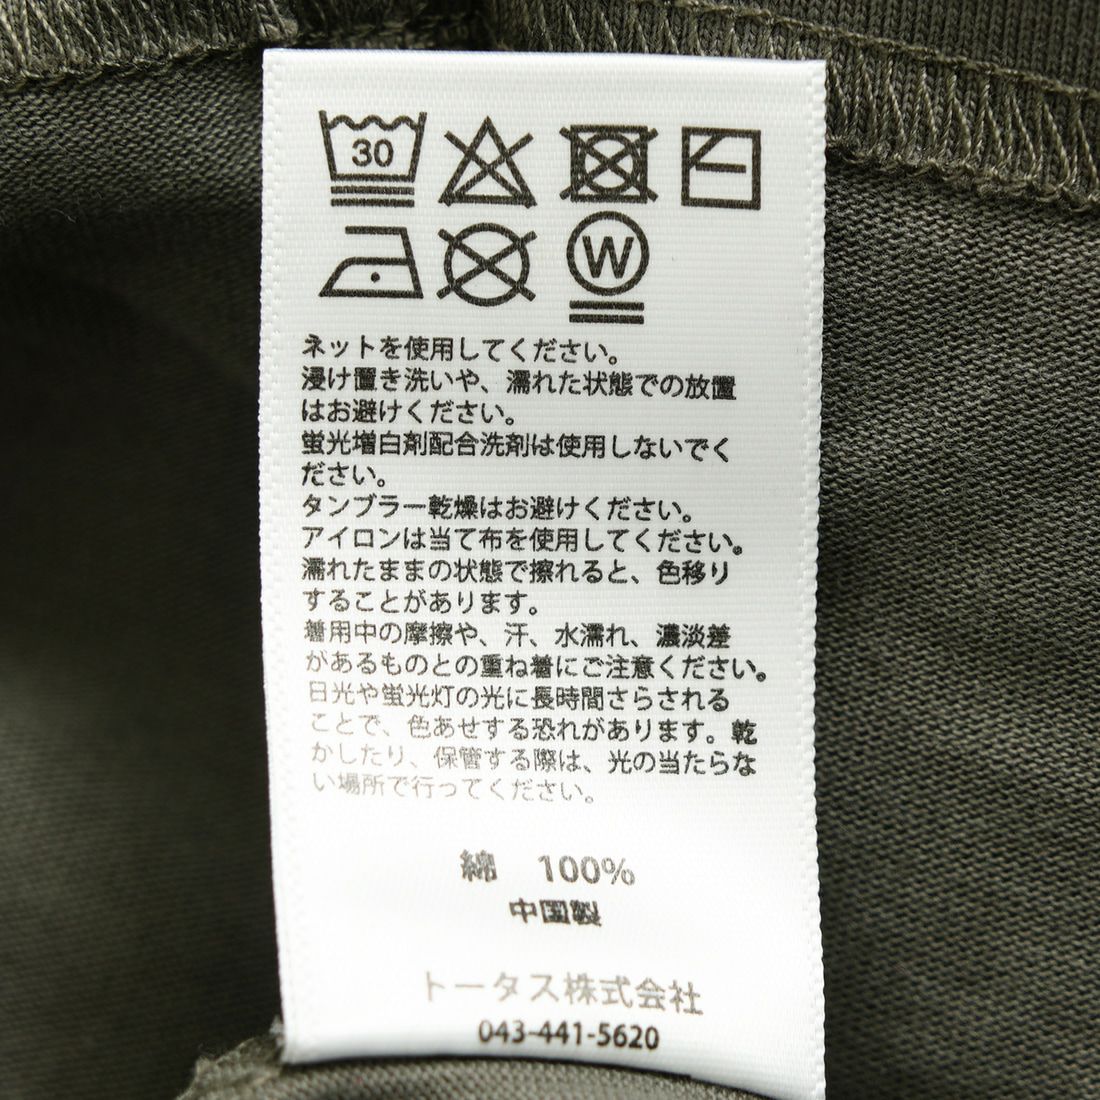 30
W
ネットを使用してください。
浸け置き洗いや、濡れた状態での放置
はお避けください。
蛍光増白剤配合洗剤は使用しないでく
ださい。
タンブラー乾燥はお避けください。
アイロンは当て布を使用してください。
濡れたままの状態で擦れると、色移り
することがあります。
着用中の摩擦や、汗、水濡れ、濃淡差
があるものとの重ね着にご注意ください。
日光や蛍光灯の光に長時間さらされる
ことで、色あせする恐れがあります。乾
かしたり、保管する際は、光の当たらな
い場所で行ってください。
綿 100%
中国製
トータス株式会社
043-441-5620